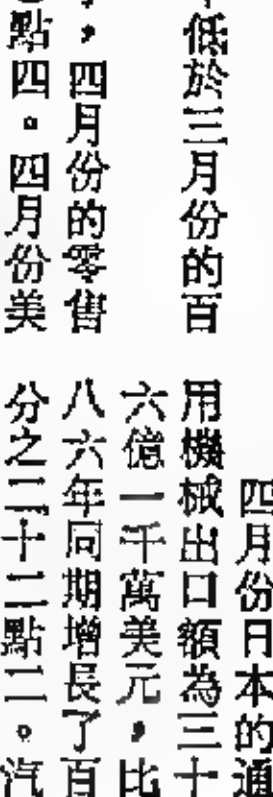 低於三月份的百
，四月份的零售
點四。四月份美
四月份日本的通
用機械出口額為三十
六億一千萬美元，比
八六年同期增長了百
分之二十二點二。汽